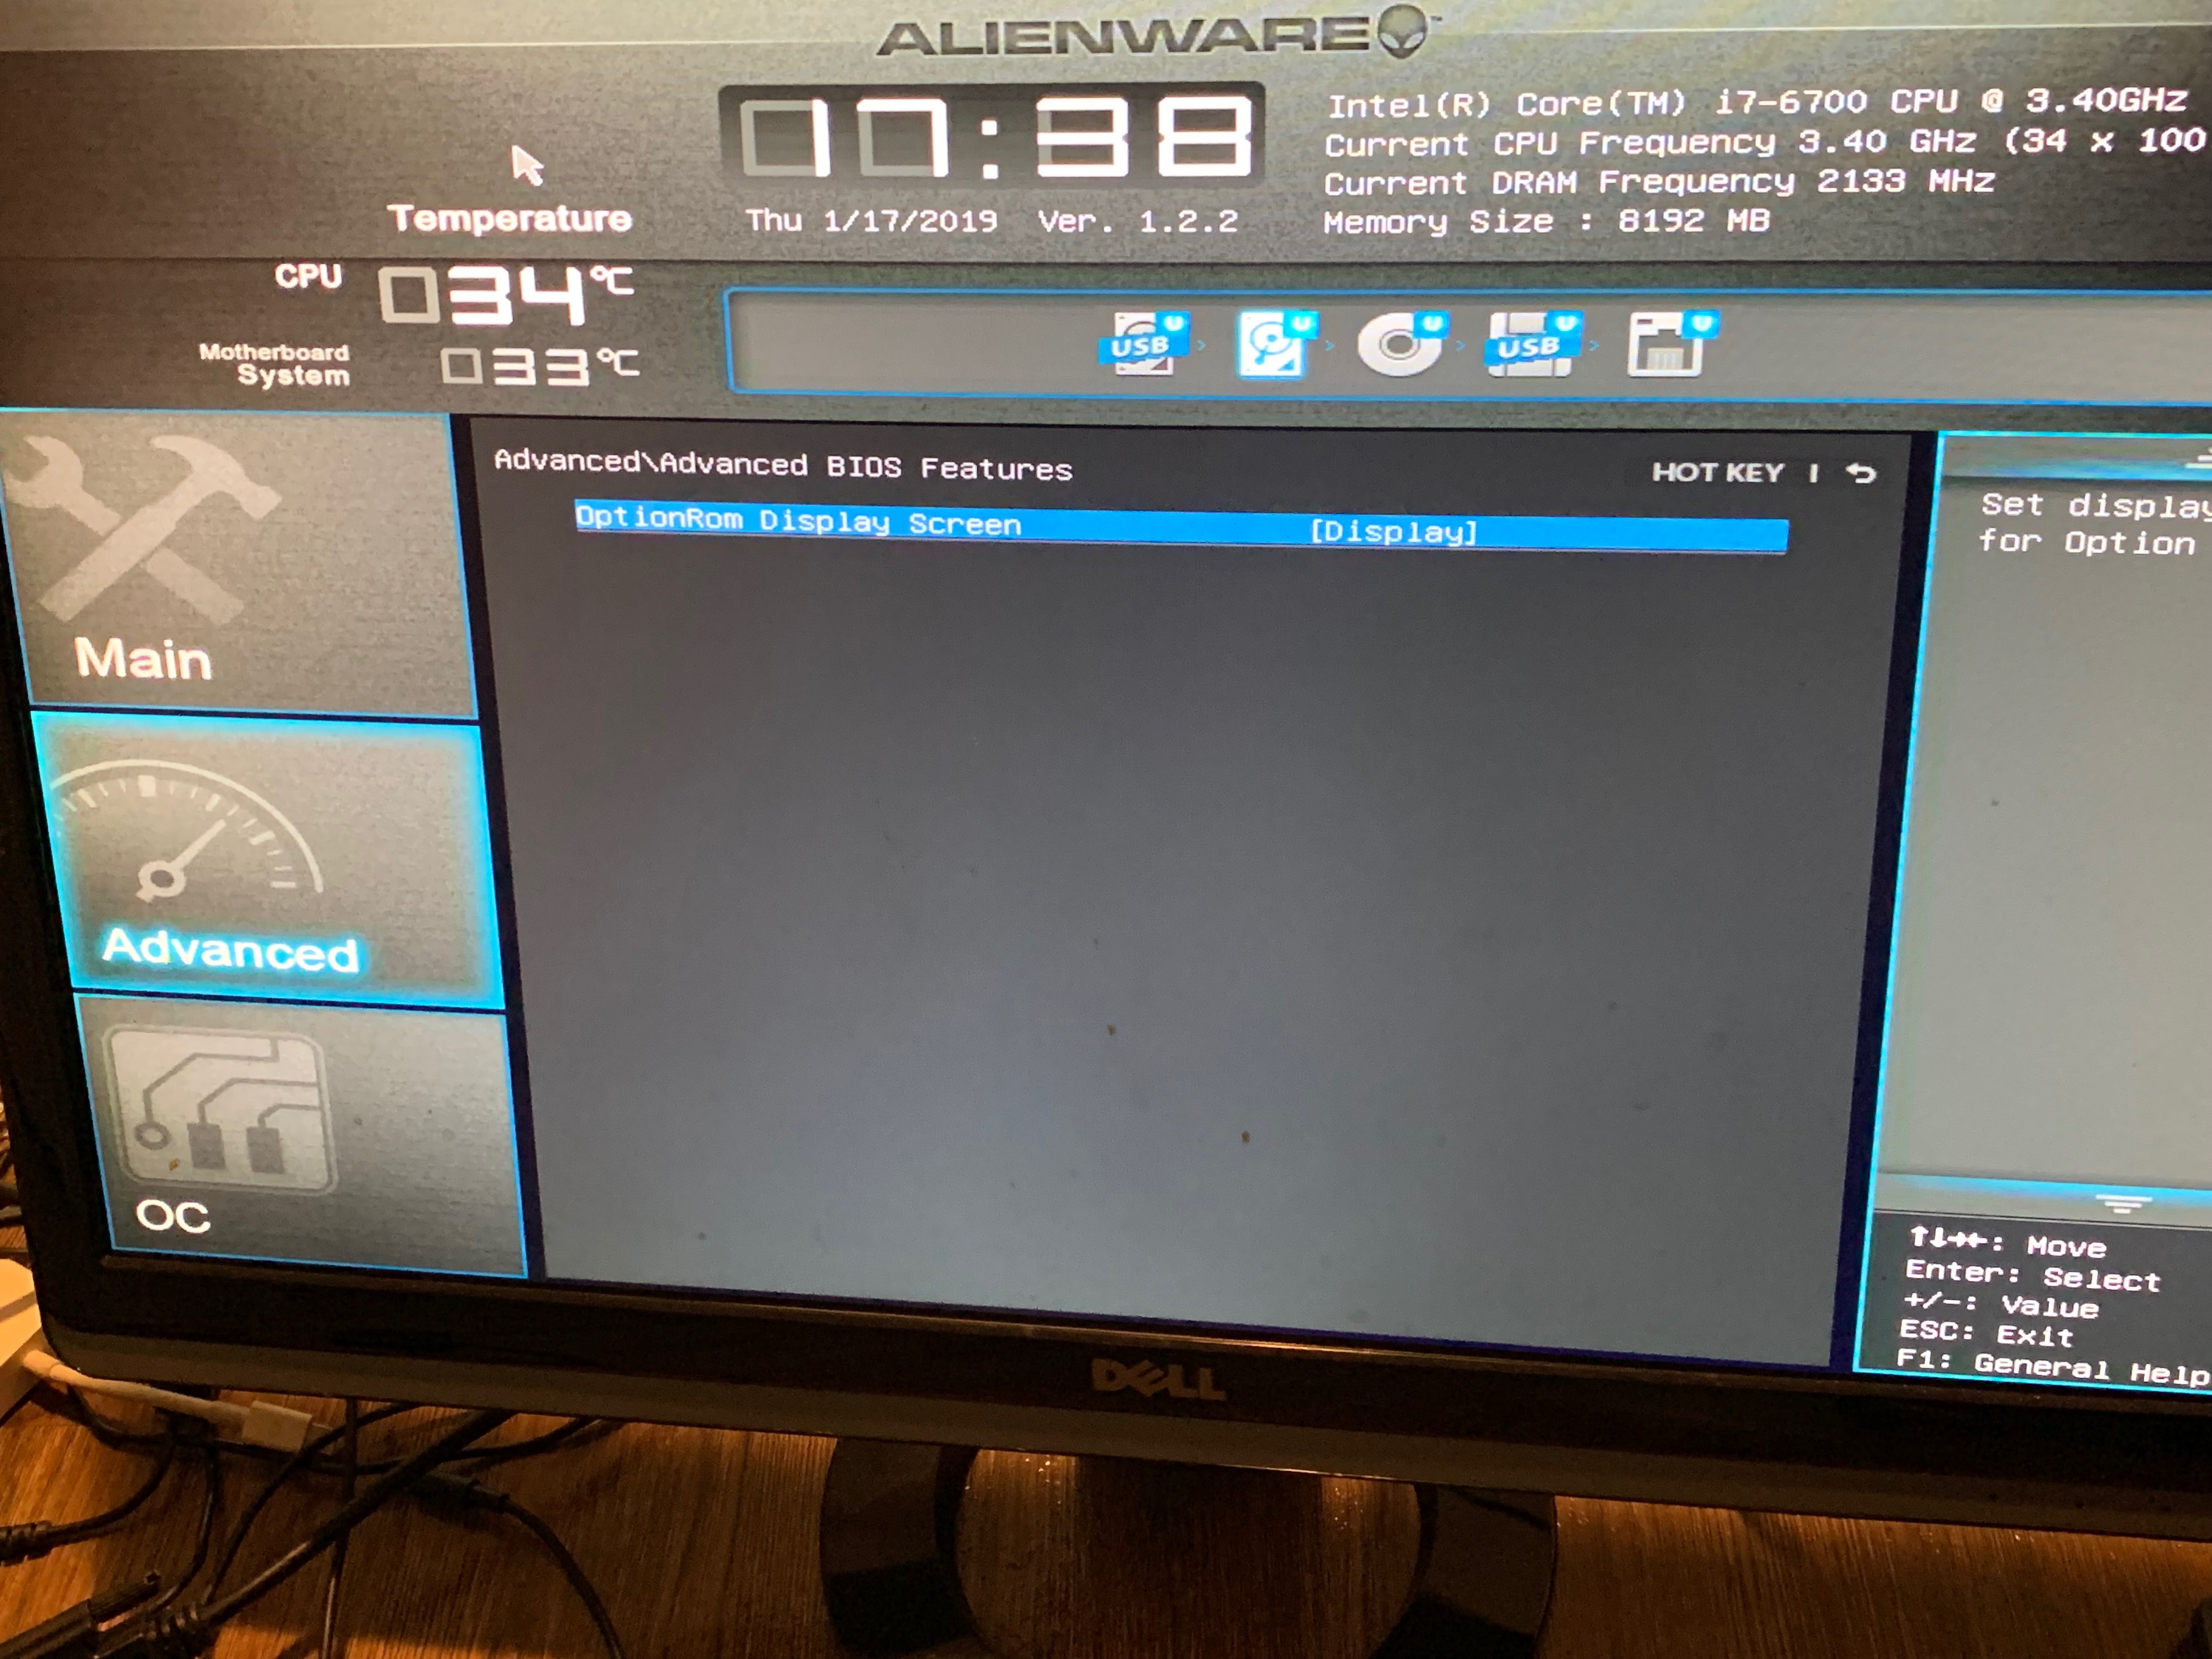 ALIENWARE
17:38
Thu 1/17/2019 Ver. 1.2.2
Intel(R) Core(TM) i7-6700 CPU @ 3.40GHz
Current CPU Frequency 3.40 GHz (34 x 100
Current DRAM Frequency 2133 MHz
Memory Size : 8192 MB
Temperature
CPU 034°C
Motherboard
System 033°C
USB U U U USB U U
Advanced\Advanced BIOS Features
HOT KEY | ↰
OptionRom Display Screen [Display]
Set display
for Option
Main
Advanced
OC
↑↓→←: Move
Enter: Select
+/-: Value
ESC: Exit
F1: General Help
DELL